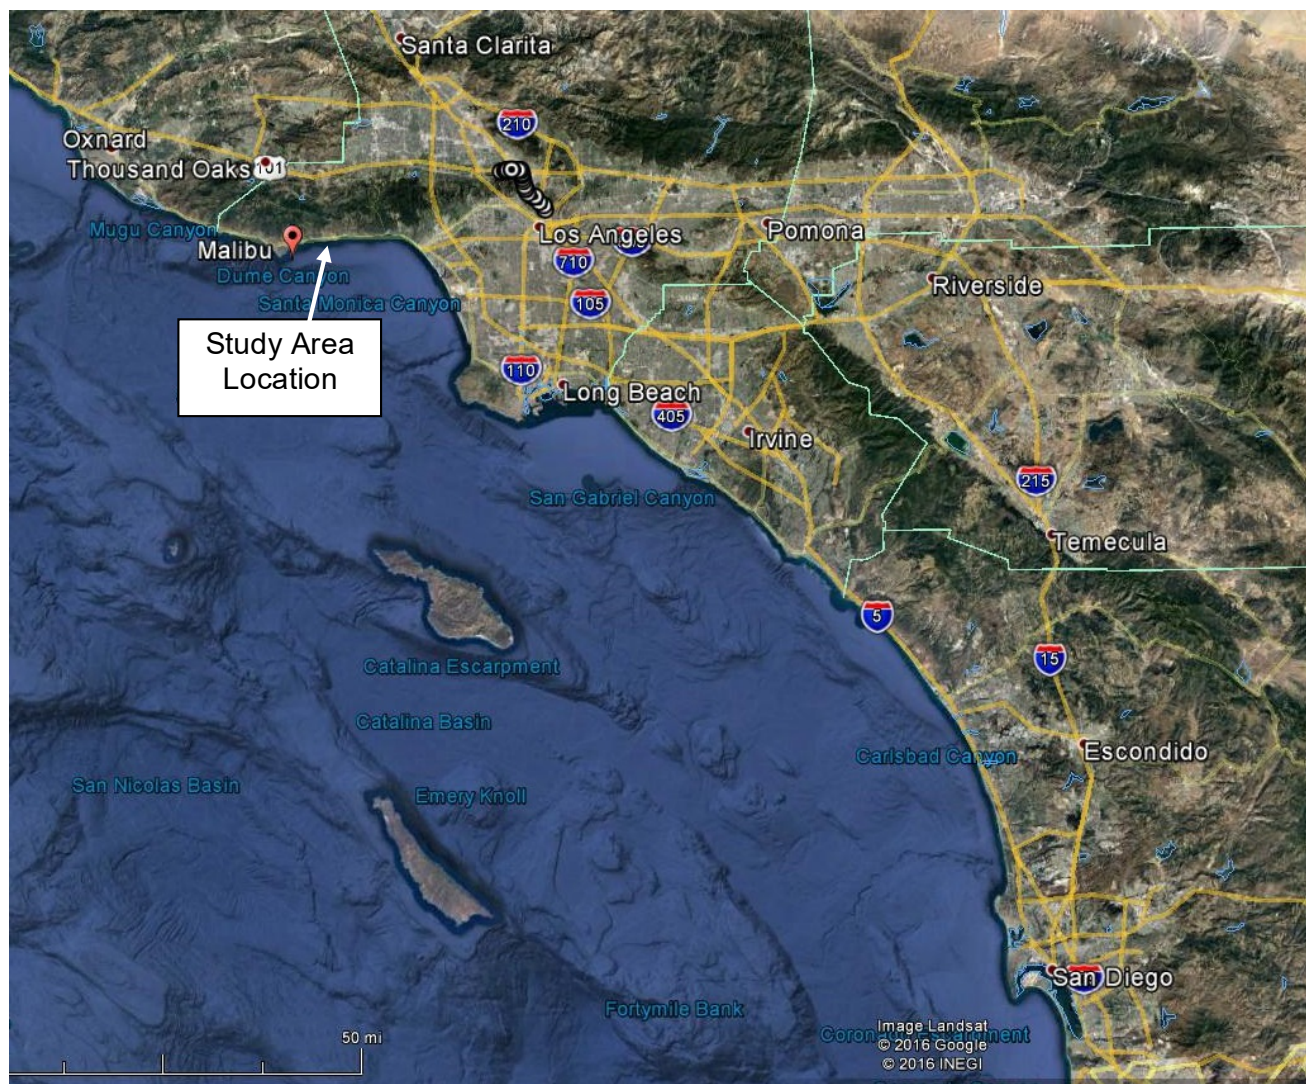 Santa Clarita
210
Oxnard
Thousand Oaks
101
Mugu Canyon
Malibu
Dume Canyon
Los Angeles
Pomona
710
Riverside
105
Santa Monica Canyon
Study Area
Location
110
Long Beach
405
Irvine
215
San Gabriel Canyon
Temecula
5
15
Catalina Escarpment
Catalina Basin
Carlsbad Canyon
Escondido
San Nicolas Basin
Emery Knoll
San Diego
Fortymile Bank
50 mi
Image Landsat
© 2016 Google
© 2016 INEGI